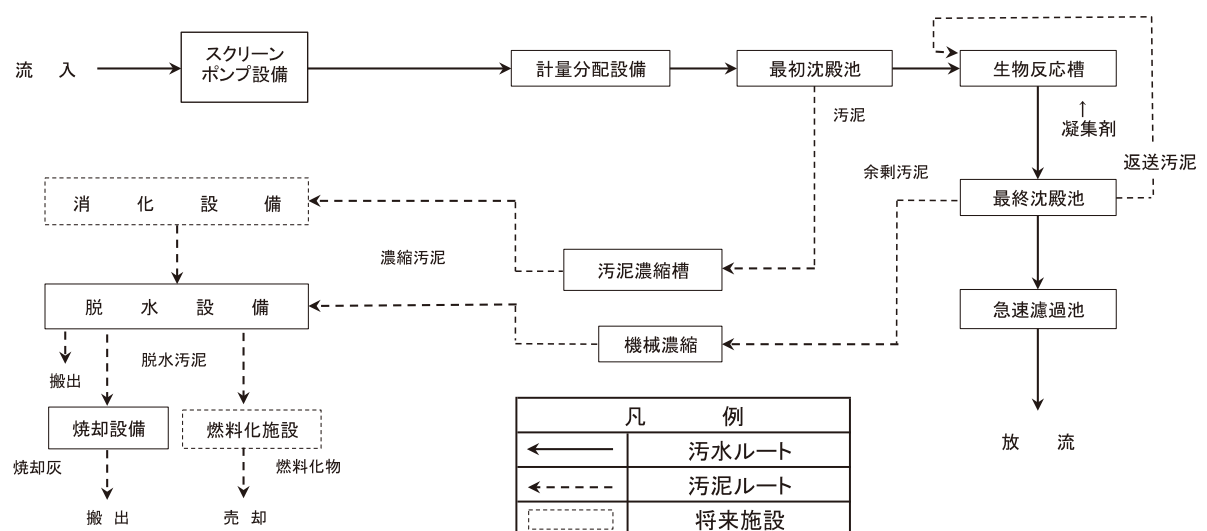 流　入
スクリーン
ポンプ設備
計量分配設備
最初沈殿池
生物反応槽
↑
凝集剤
汚泥
返送汚泥
余剰汚泥
最終沈殿池
消　化　設　備
濃縮汚泥
汚泥濃縮槽
脱　水　設　備
急速濾過池
機械濃縮
脱水汚泥
搬出
焼却設備
燃料化施設
焼却灰
燃料化物
搬　出
売　却
放　流
凡　例
汚水ルート
汚泥ルート
将来施設